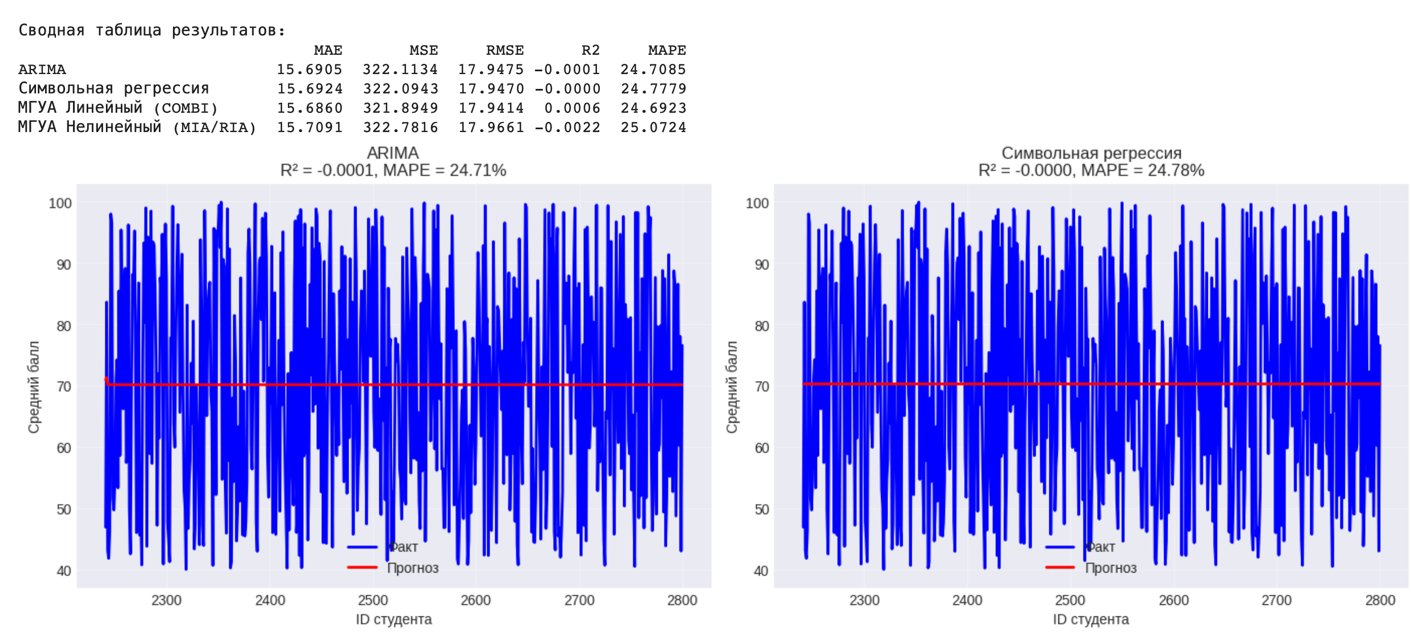 Сводная таблица результатов:
MAE MSE RMSE R2 MAPE
ARIMA 15.6905 322.1134 17.9475 -0.0001 24.7085
Символьная регрессия 15.6924 322.0943 17.9470 -0.0000 24.7779
МГУА Линейный (COMBI) 15.6860 321.8949 17.9414 0.0006 24.6923
МГУА Нелинейный (MIA/RIA) 15.7091 322.7816 17.9661 -0.0022 25.0724
ARIMA
R² = -0.0001, MAPE = 24.71%
100
90
80
70
60
50
40
Средний балл
Факт
Прогноз
2300 2400 2500 2600 2700 2800
ID студента
Символьная регрессия
R² = -0.0000, MAPE = 24.78%
100
90
80
70
60
50
40
Средний балл
Факт
Прогноз
2300 2400 2500 2600 2700 2800
ID студента